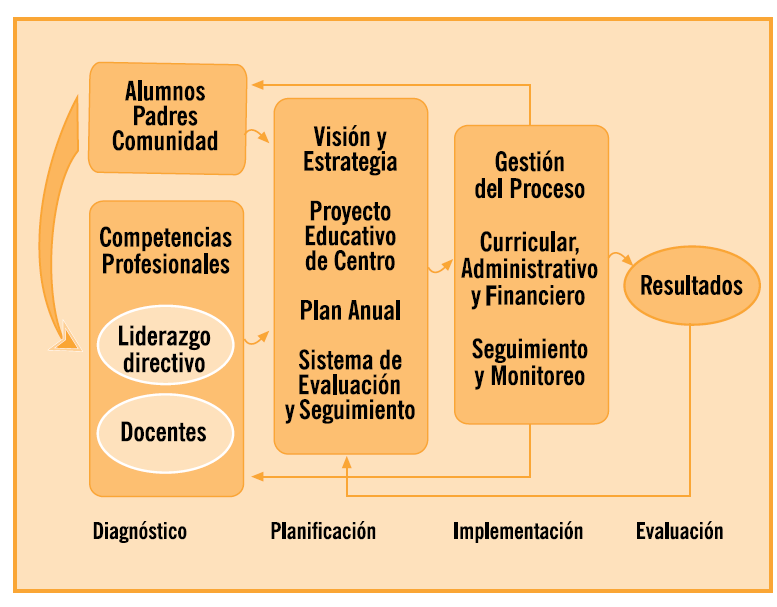 Alumnos
Padres
Comunidad
Competencias
Profesionales
Liderazgo
directivo
Docentes
Visión y
Estrategia
Proyecto
Educativo
de Centro
Plan Anual
Sistema de
Evaluación
y Seguimiento
Gestión
del Proceso
Curricular,
Administrativo
y Financiero
Seguimiento
y Monitoreo
Resultados
Diagnóstico
Planificación
Implementación
Evaluación